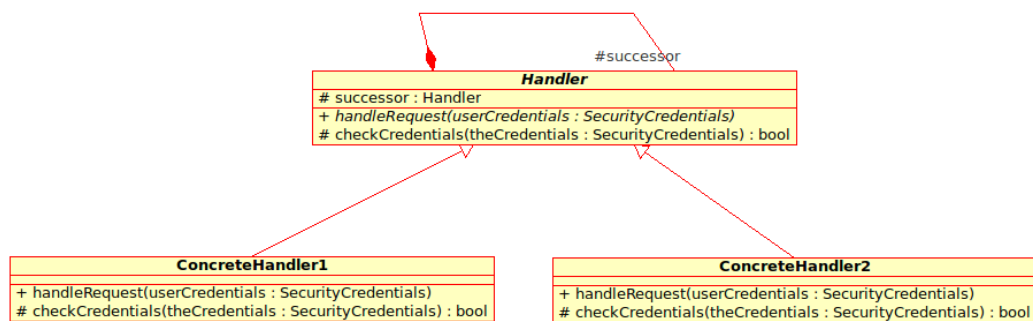 #successor
Handler
# successor : Handler
+ handleRequest(userCredentials : SecurityCredentials)
# checkCredentials(theCredentials : SecurityCredentials) : bool
ConcreteHandler1
+ handleRequest(userCredentials : SecurityCredentials)
# checkCredentials(theCredentials : SecurityCredentials) : bool
ConcreteHandler2
+ handleRequest(userCredentials : SecurityCredentials)
# checkCredentials(theCredentials : SecurityCredentials) : bool